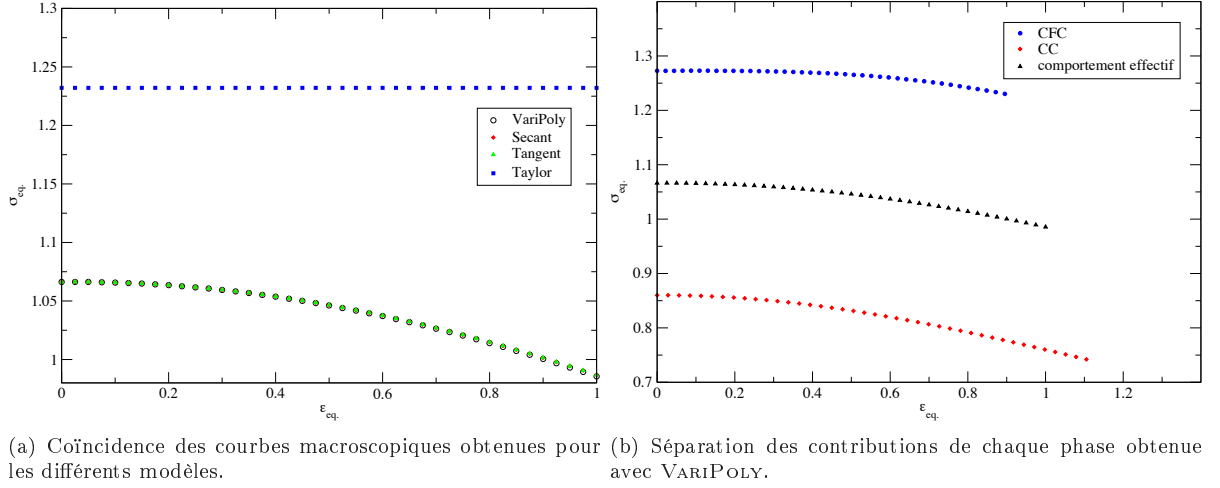 1.3
1.25
1.2
1.15
1.1
1.05
1
σeq.
0
0.2
0.4
0.6
0.8
1
εeq.
VariPoly
Secant
Tangent
Taylor
1.3
1.2
1.1
1
0.9
0.8
0.7
σeq.
0
0.2
0.4
0.6
0.8
1
1.2
εeq.
CFC
CC
comportement effectif
(a) Coïncidence des courbes macroscopiques obtenues pour
les différents modèles.
(b) Séparation des contributions de chaque phase obtenue
avec VARIPOLY.